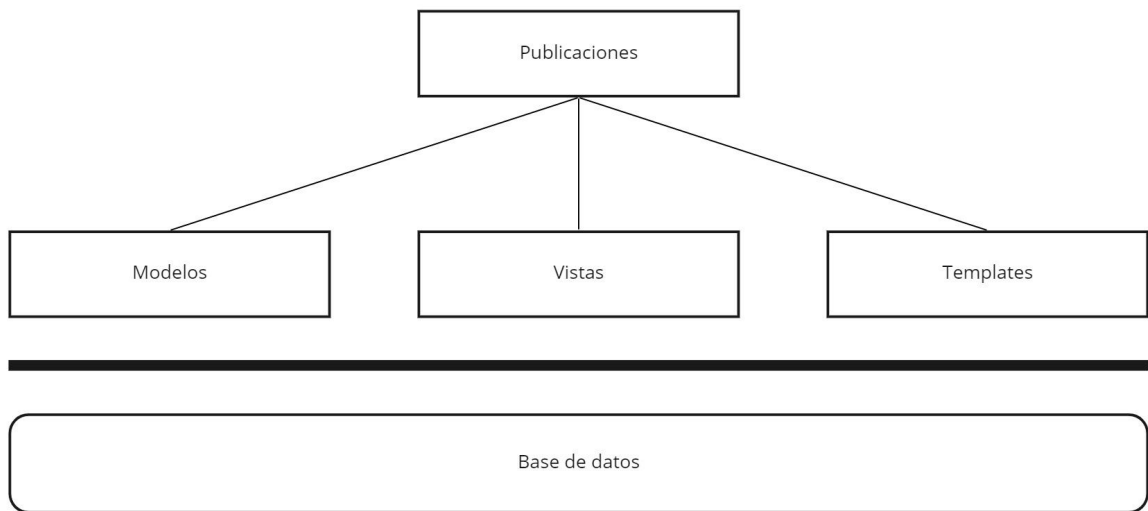 Publicaciones
Modelos
Vistas
Templates
Base de datos